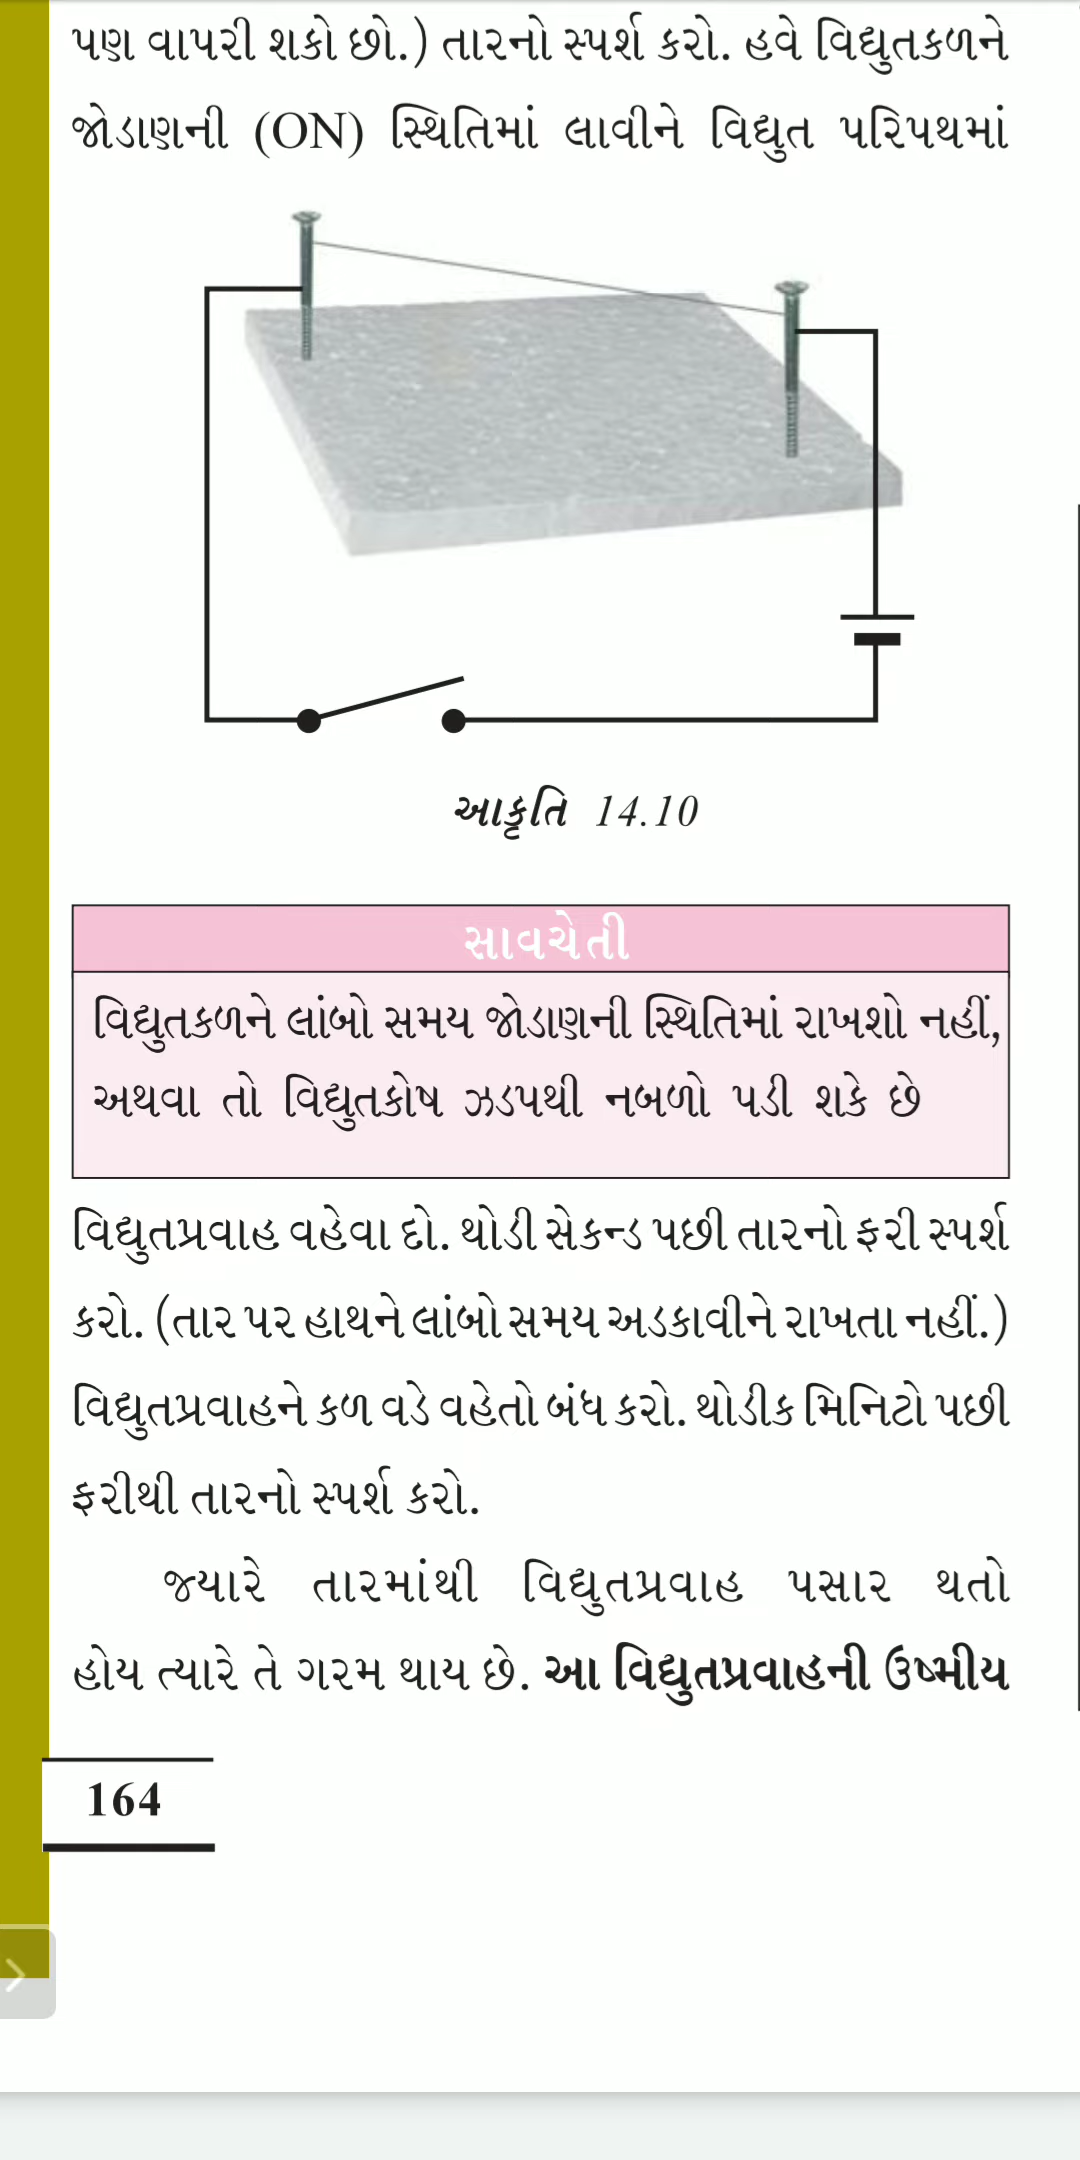 પણ વાપરી શકો છો.) તારનો સ્પર્શ કરો. હવે વિદ્યુતકળને
જોડાણની (ON) સ્થિતિમાં લાવીને વિદ્યુત પરિપથમાં
આકૃતિ 14.10
સાવચેતી
વિદ્યુતકળને લાંબો સમય જોડાણની સ્થિતિમાં રાખશો નહીં,
અથવા તો વિદ્યુતકોષ ઝડપથી નબળો પડી શકે છે
વિદ્યુતપ્રવાહ વહેવા દો. થોડી સેકન્ડ પછી તારનો ફરી સ્પર્શ
કરો. (તાર પર હાથને લાંબો સમય અડકાવીને રાખતા નહીં.)
વિદ્યુતપ્રવાહને કળ વડે વહેતો બંધ કરો. થોડીક મિનિટો પછી
ફરીથી તારનો સ્પર્શ કરો.
જ્યારે તારમાંથી વિદ્યુતપ્રવાહ પસાર થતો
હોય ત્યારે તે ગરમ થાય છે. આ વિદ્યુતપ્રવાહની ઉષ્મીય
164